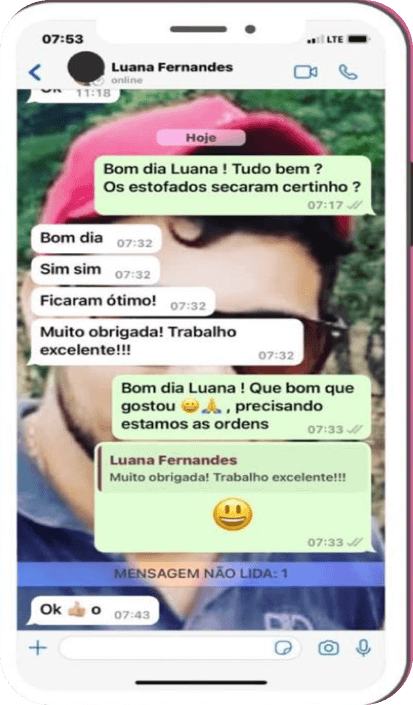 07:53
LTE
Luana Fernandes
online
OK 11:18
Hoje
Bom dia Luana ! Tudo bem ?
Os estofados secaram certinho ?
07:17
Bom dia 07:32
Sim sim 07:32
Ficaram ótimo! 07:32
Muito obrigada! Trabalho
excelente!!!
07:32
Bom dia Luana ! Que bom que
gostou 😀🙏 , precisando
estamos as ordens
07:33
Luana Fernandes
Muito obrigada! Trabalho excelente!!!
😃
07:33
MENSAGEM NÃO LIDA: 1
Ok 👍🏼 o 07:43